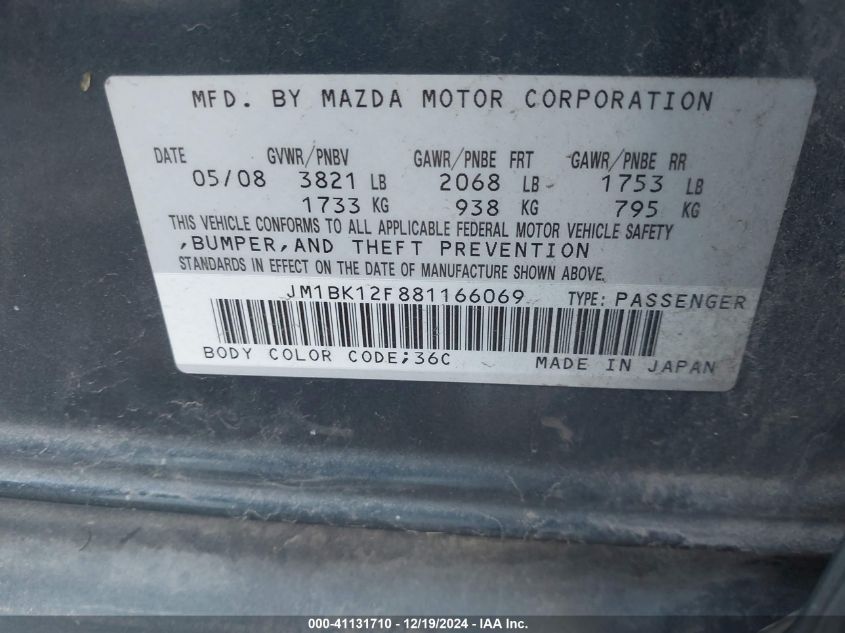 MFD. BY MAZDA MOTOR CORPORATION
DATE GVWR/PNBV GAWR/PNBE FRT GAWR/PNBE RR
05/08 3821 LB 2068 LB 1753 LB
1733 KG 938 KG 795 KG
THIS VEHICLE CONFORMS TO ALL APPLICABLE FEDERAL MOTOR VEHICLE SAFETY
,BUMPER,AND THEFT PREVENTION
STANDARDS IN EFFECT ON THE DATE OF MANUFACTURE SHOWN ABOVE.
JM1BK12F881166069 TYPE: PASSENGER
BODY COLOR CODE;36C MADE IN JAPAN
000-41131710 - 12/19/2024 - IAA Inc.